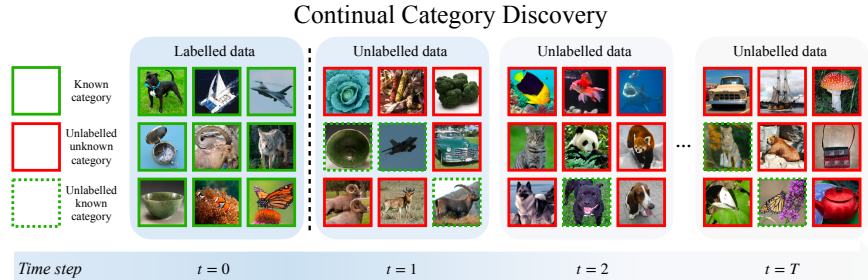 Continual Category Discovery
Labelled data
Unlabelled data
Unlabelled data
Unlabelled data
Known
category
Unlabelled
unknown
category
Unlabelled
known
category
...
Time step
t = 0
t = 1
t = 2
t = T